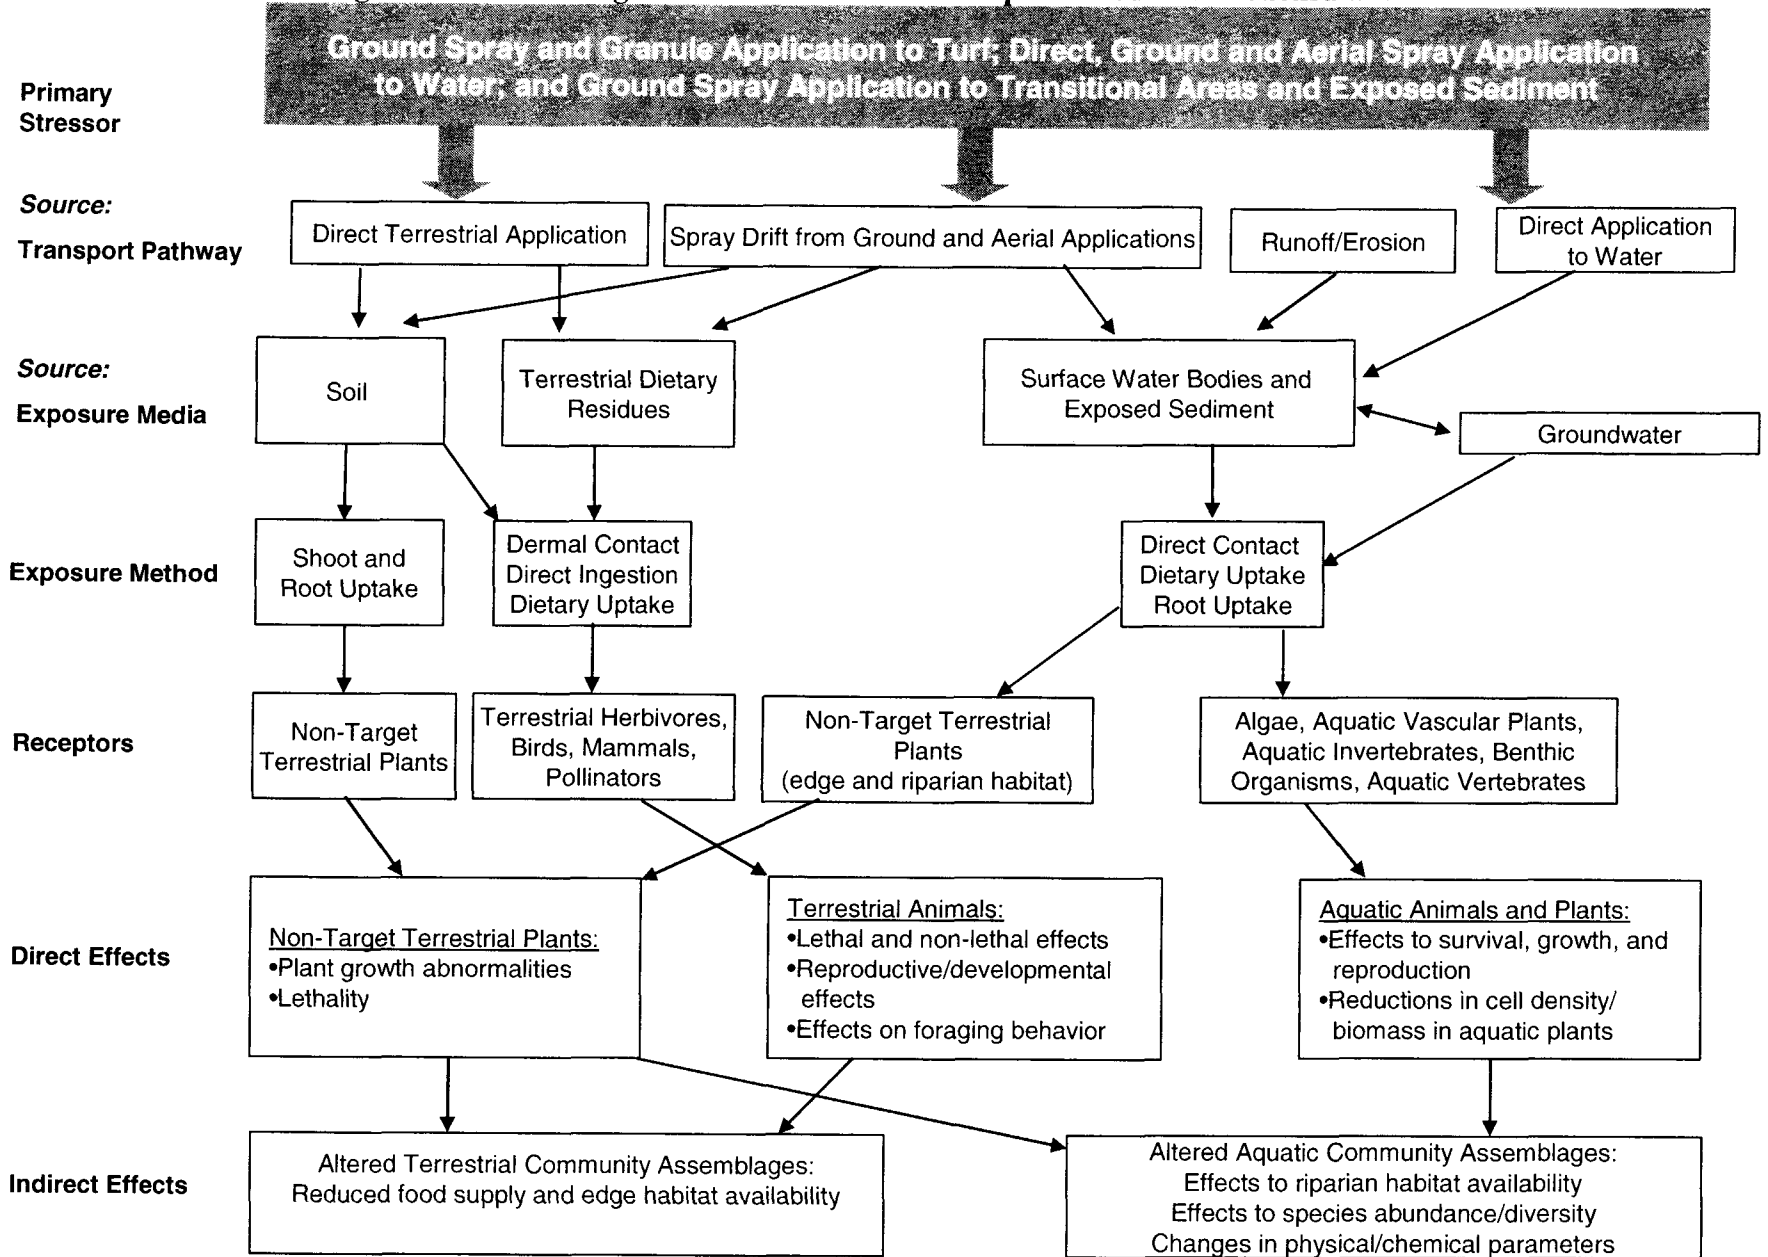 Ground Spray and Granule Application to Turf; Direct, Ground and Aerial Spray Application
to Water; and Ground Spray Application to Transitional Areas and Exposed Sediment
Primary
Stressor
Source:
Transport Pathway
Direct Terrestrial Application
Spray Drift from Ground and Aerial Applications
Runoff/Erosion
Direct Application
to Water
Source:
Exposure Media
Soil
Terrestrial Dietary
Residues
Surface Water Bodies and
Exposed Sediment
Groundwater
Exposure Method
Shoot and
Root Uptake
Dermal Contact
Direct Ingestion
Dietary Uptake
Direct Contact
Dietary Uptake
Root Uptake
Receptors
Non-Target
Terrestrial Plants
Terrestrial Herbivores,
Birds, Mammals,
Pollinators
Non-Target Terrestrial
Plants
(edge and riparian habitat)
Algae, Aquatic Vascular Plants,
Aquatic Invertebrates, Benthic
Organisms, Aquatic Vertebrates
Direct Effects
Non-Target Terrestrial Plants:
•Plant growth abnormalities
•Lethality
Terrestrial Animals:
•Lethal and non-lethal effects
•Reproductive/developmental
effects
•Effects on foraging behavior
Aquatic Animals and Plants:
•Effects to survival, growth, and
reproduction
•Reductions in cell density/
biomass in aquatic plants
Indirect Effects
Altered Terrestrial Community Assemblages:
Reduced food supply and edge habitat availability
Altered Aquatic Community Assemblages:
Effects to riparian habitat availability
Effects to species abundance/diversity
Changes in physical/chemical parameters